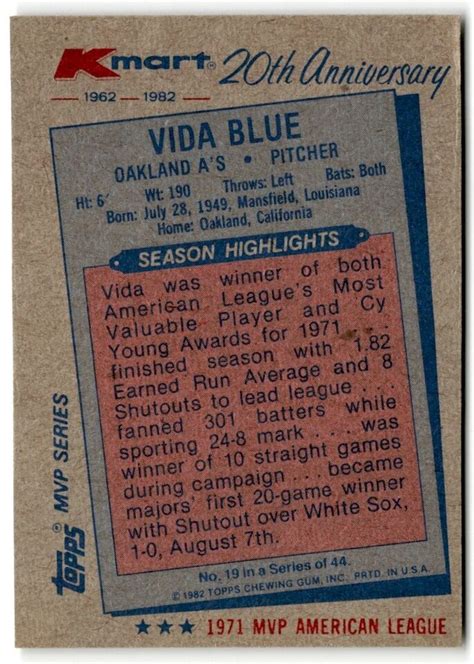 Kmart® 20th Anniversary
1962 — 1982
VIDA BLUE
OAKLAND A'S • PITCHER
Ht: 6' Wt: 190 Throws: Left Bats: Both
Born: July 28, 1949, Mansfield, Louisiana
Home: Oakland, California
SEASON HIGHLIGHTS
Vida was winner of both
American League's Most
Valuable Player and Cy
Young Awards for 1971 . . .
finished season with 1.82
Earned Run Average and 8
Shutouts to lead league . . .
fanned 301 batters while
sporting 24-8 mark . . . was
winner of 10 straight games
during campaign . . . became
majors' first 20-game winner
with Shutout over White Sox,
1-0, August 7th.
No. 19 in a Series of 44.
©1982 TOPPS CHEWING GUM, INC. PRTD. IN U.S.A.
topps® MVP SERIES
★★★ 1971 MVP AMERICAN LEAGUE